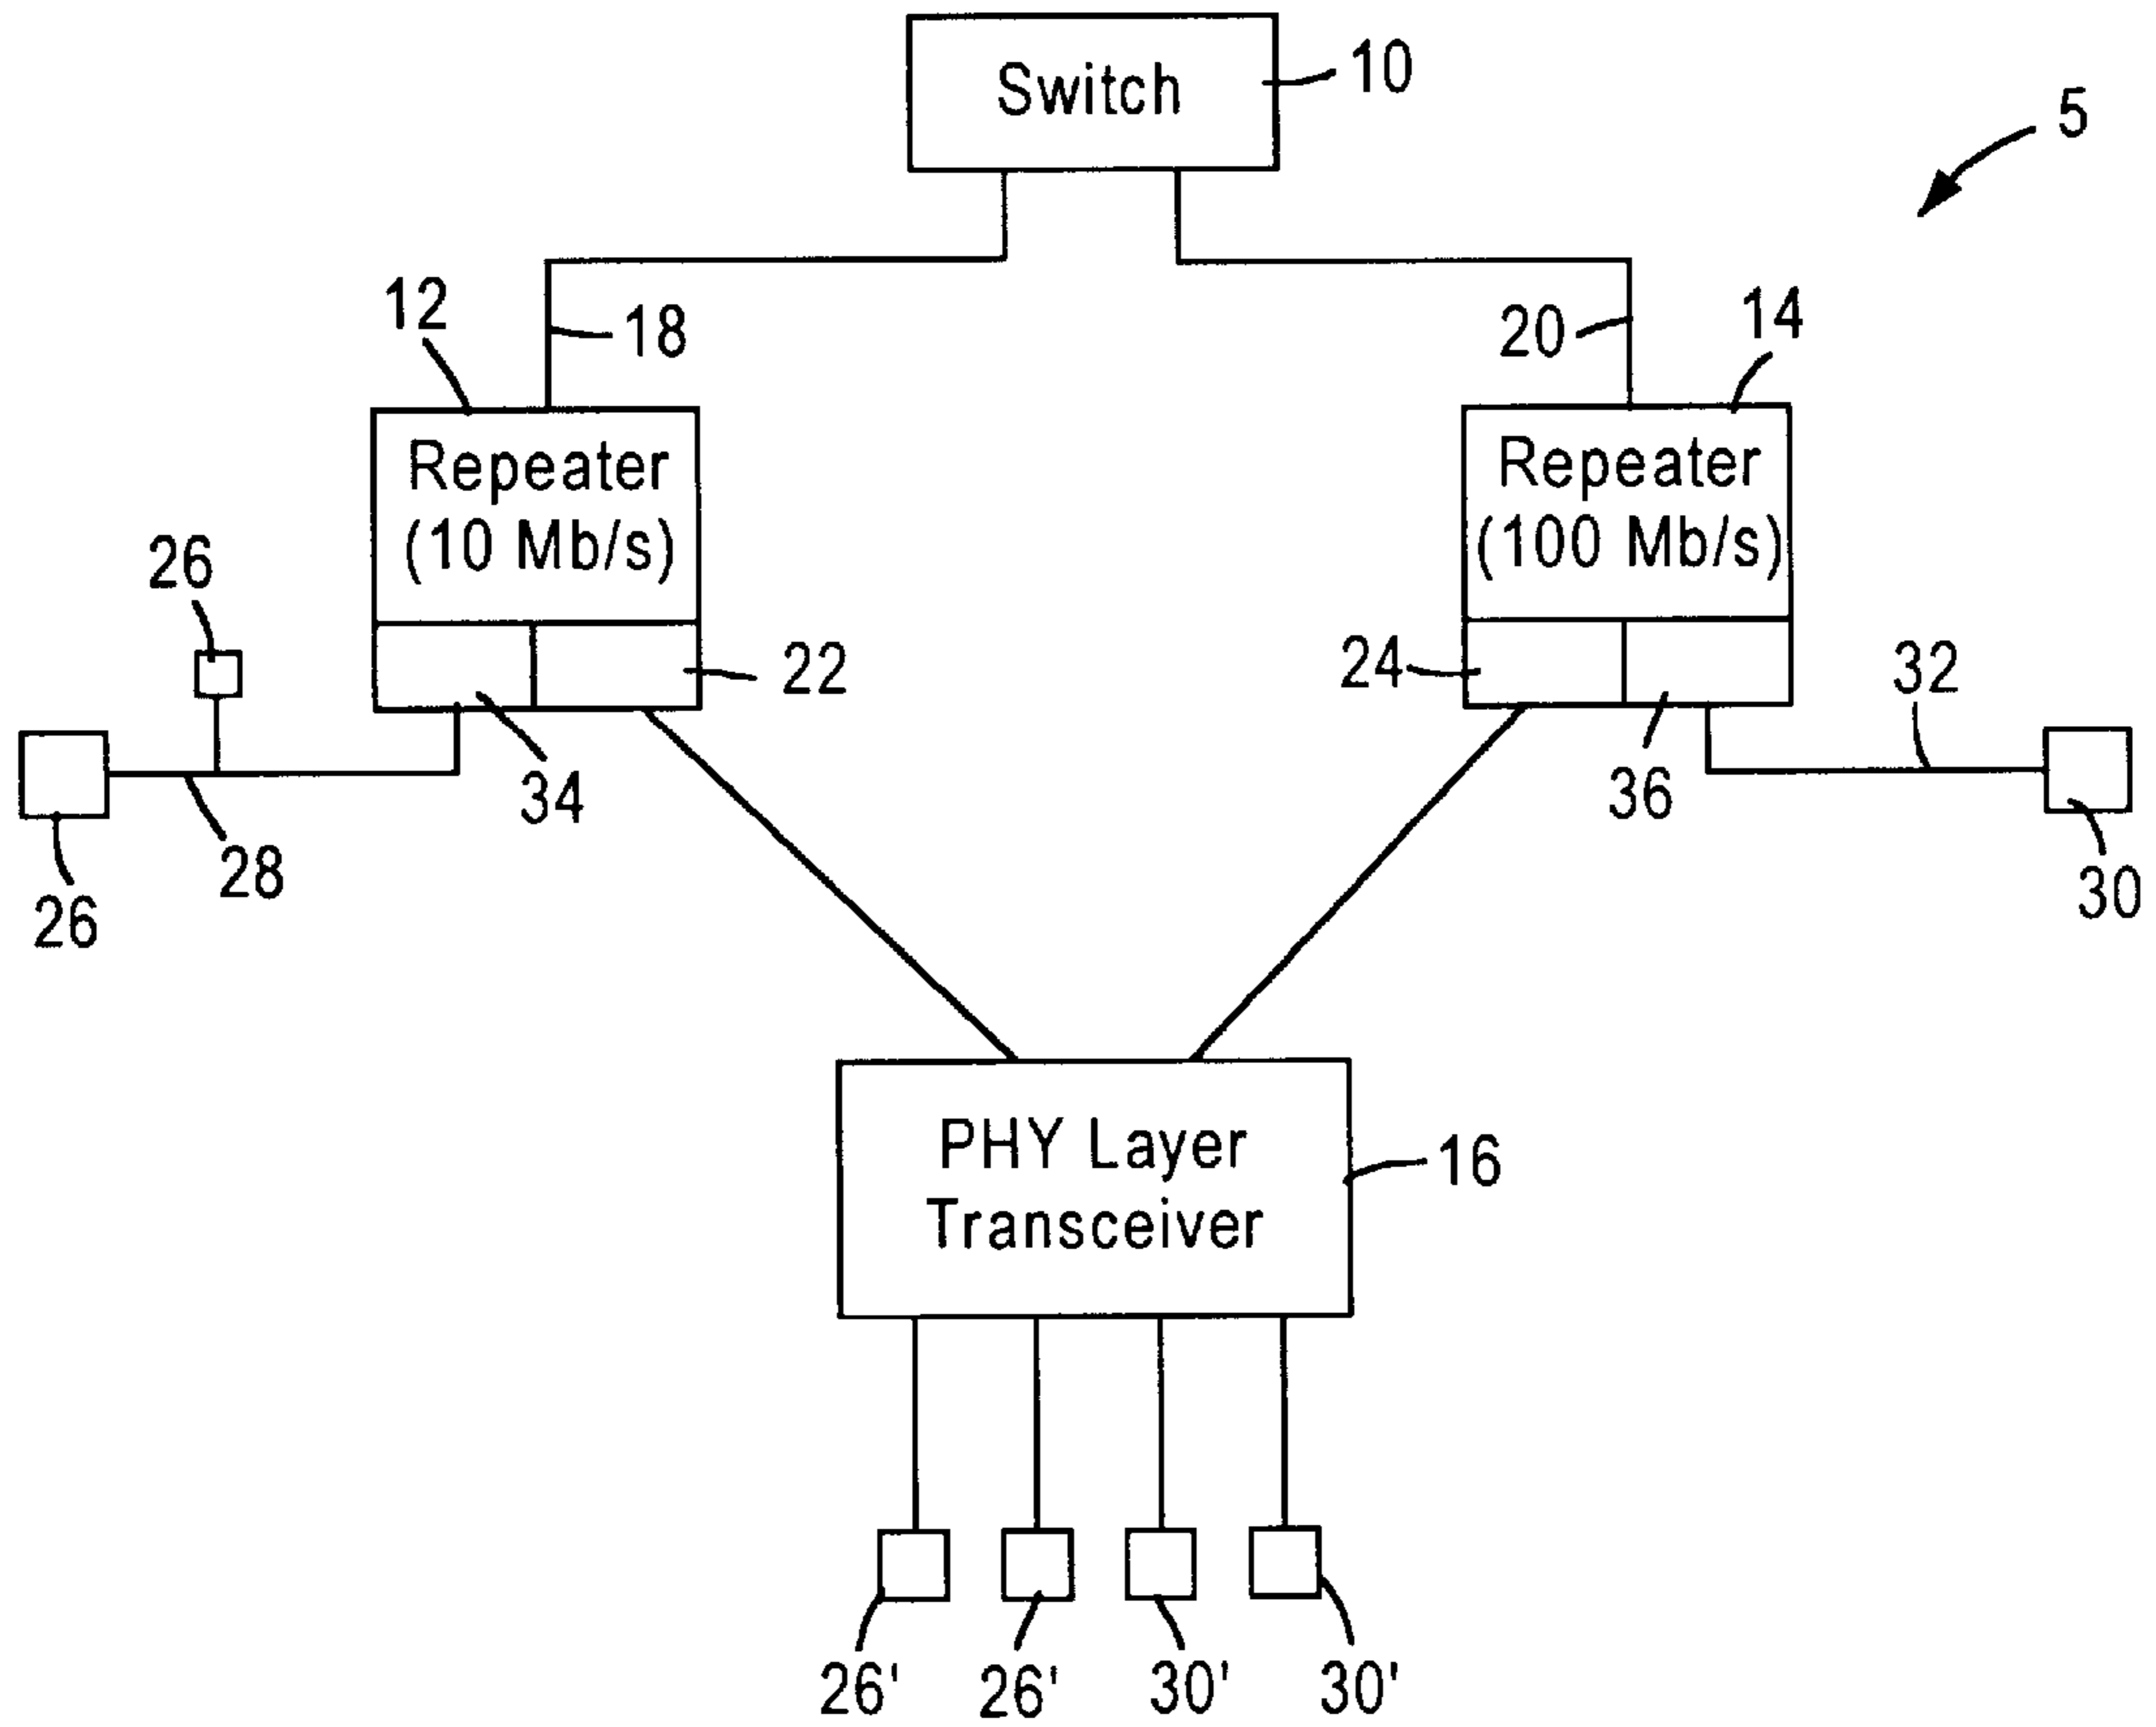 Switch
10
5
12
18
20
14
Repeater
(10 Mb/s)
Repeater
(100 Mb/s)
26
22
24
32
34
36
28
26
30
PHY Layer
Transceiver
16
26'
26'
30'
30'